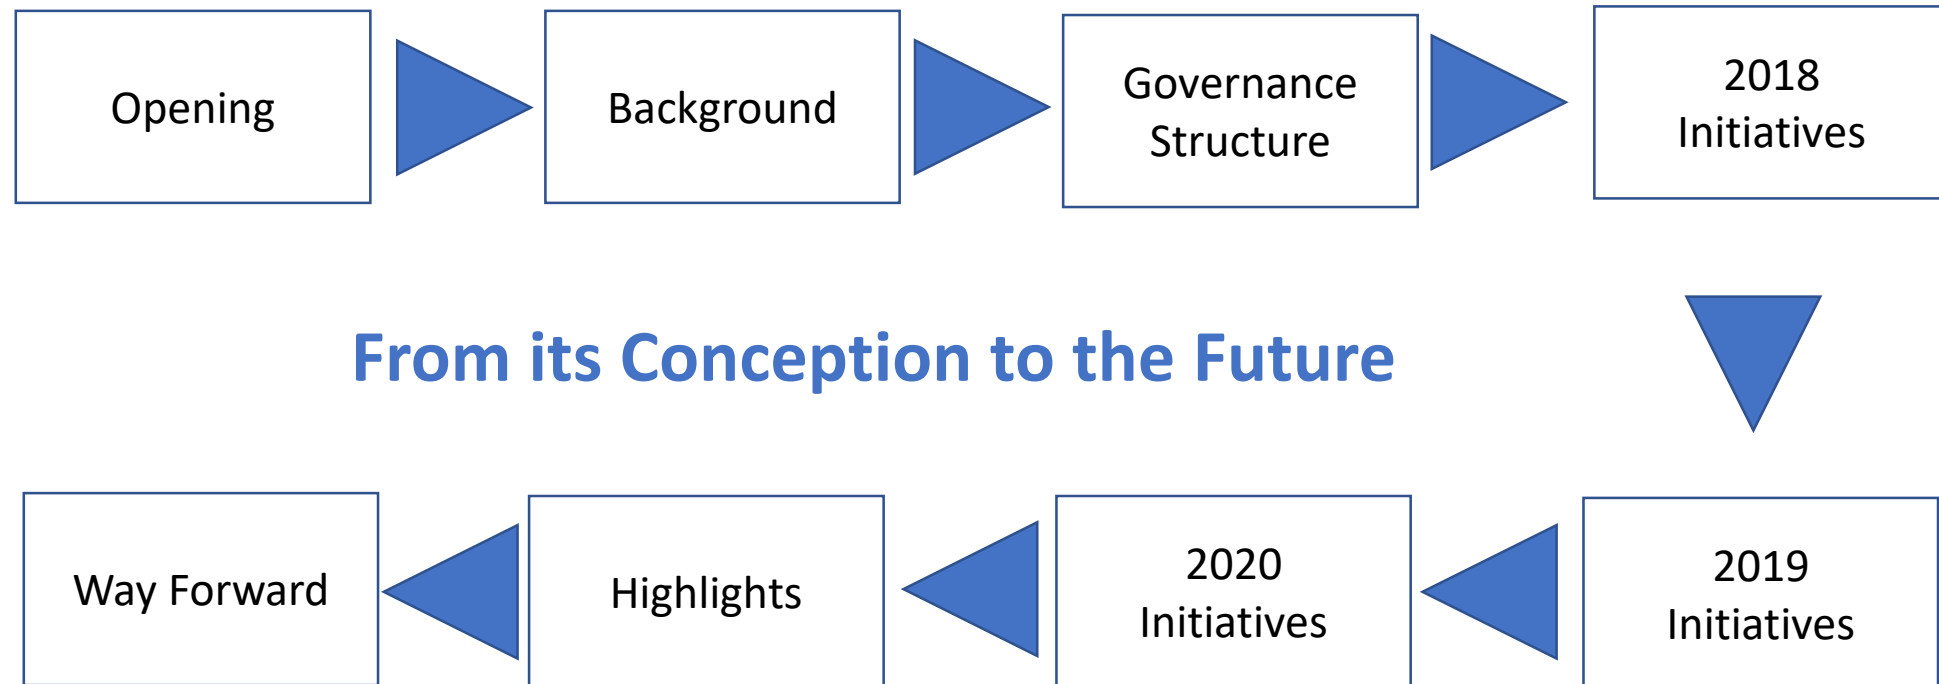 Opening
Background
Governance
Structure
2018
Initiatives
From its Conception to the Future
2019
Initiatives
2020
Initiatives
Highlights
Way Forward